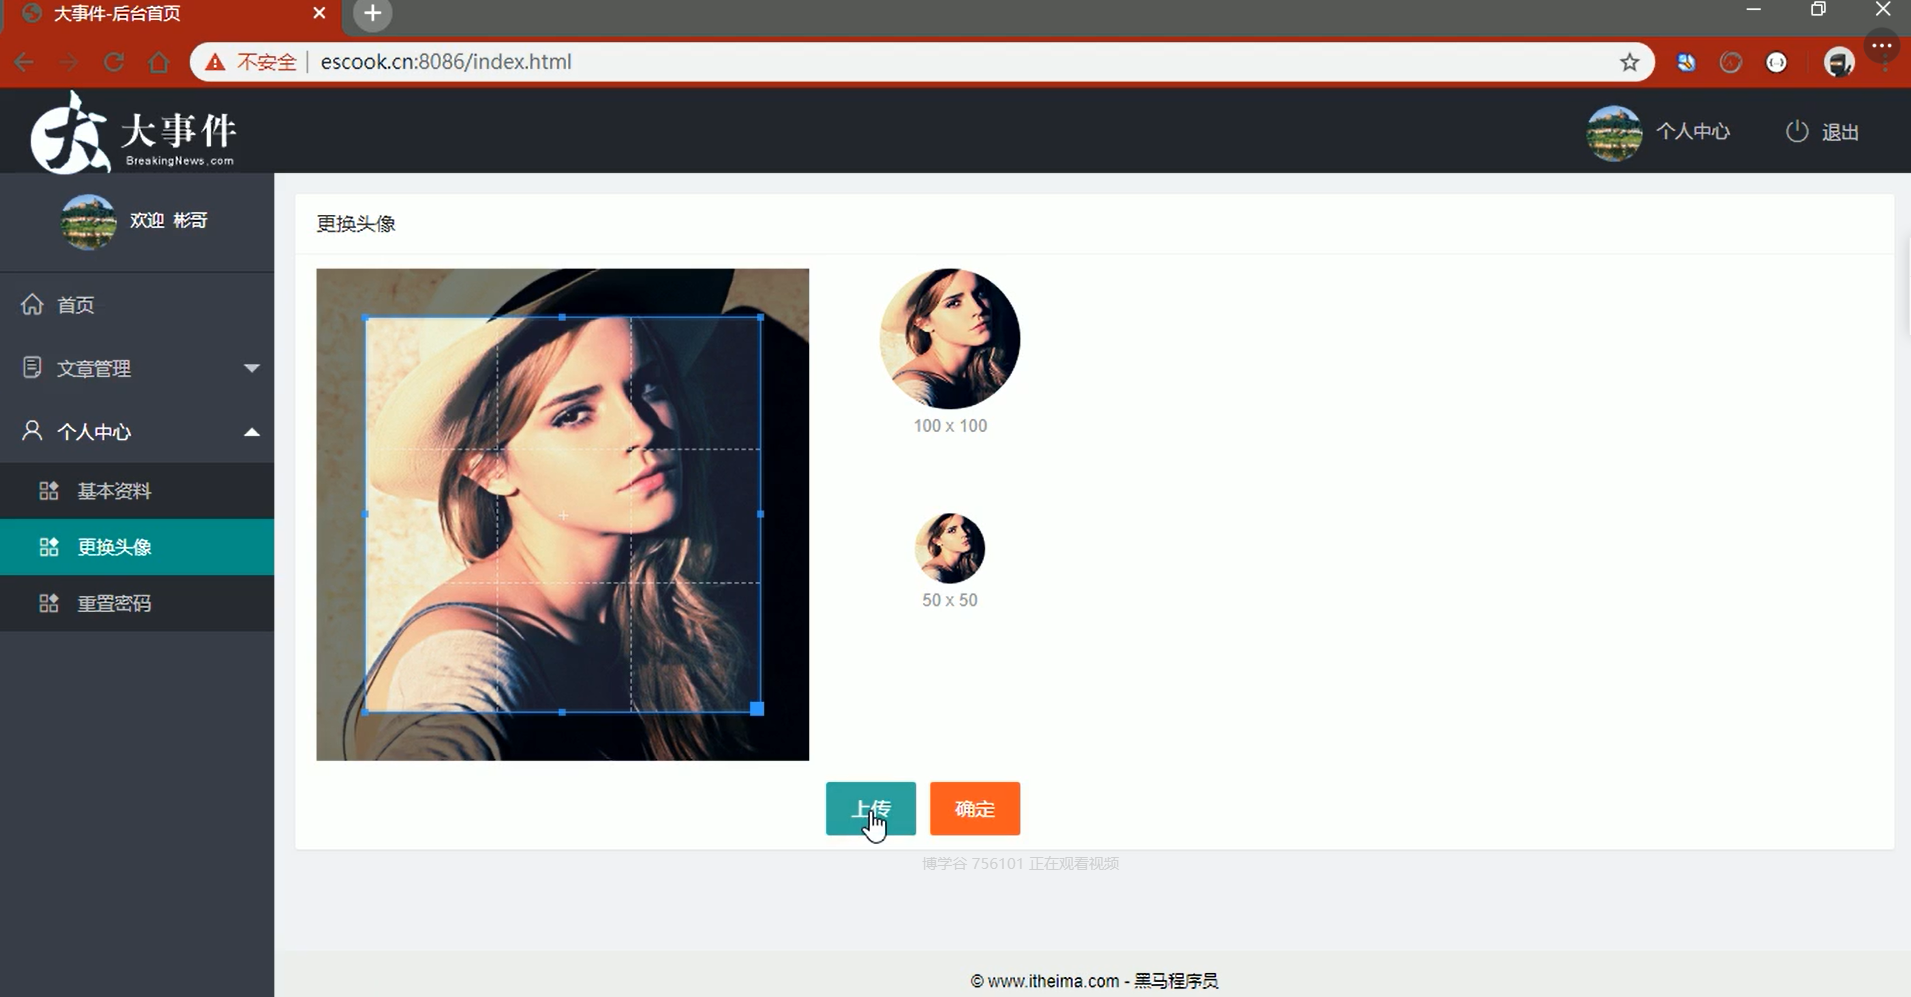 大事件-后台首页
不安全 escook.cn:8086/index.html
大事件
BreakingNews.com
个人中心
退出
欢迎 彬哥
首页
文章管理
个人中心
基本资料
更换头像
重置密码
更换头像
100 x 100
50 x 50
上传
确定
博学谷 756101 正在观看视频
© www.itheima.com - 黑马程序员